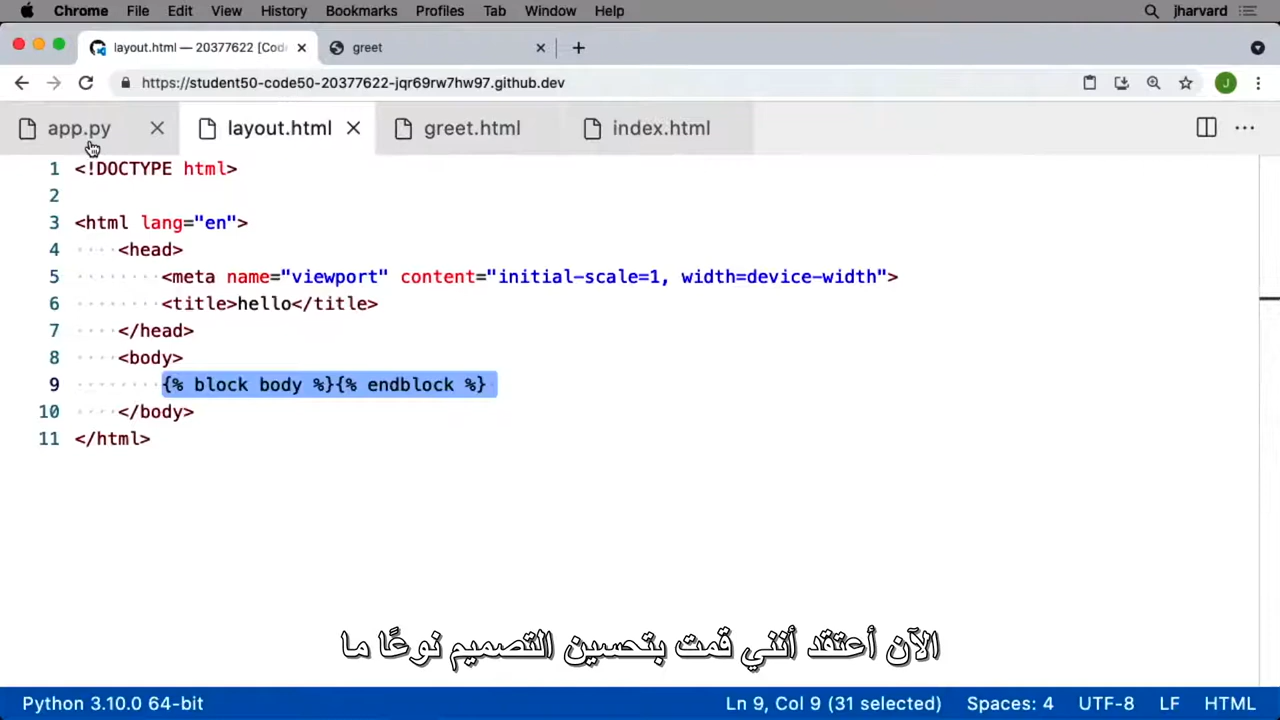 Chrome File Edit View History Bookmarks Profiles Tab Window Help jharvard
layout.html — 20377622 [Cod greet
https://student50-code50-20377622-jqr69rw7hw97.github.dev J
app.py layout.html greet.html index.html
1 <!DOCTYPE html>
2
3 <html lang="en">
4 <head>
5 <meta name="viewport" content="initial-scale=1, width=device-width">
6 <title>hello</title>
7 </head>
8 <body>
9 {% block body %}{% endblock %}
10 </body>
11 </html>
الآن أعتقد أنني قمت بتحسين التصميم نوعًا ما
Python 3.10.0 64-bit Ln 9, Col 9 (31 selected) Spaces: 4 UTF-8 LF HTML